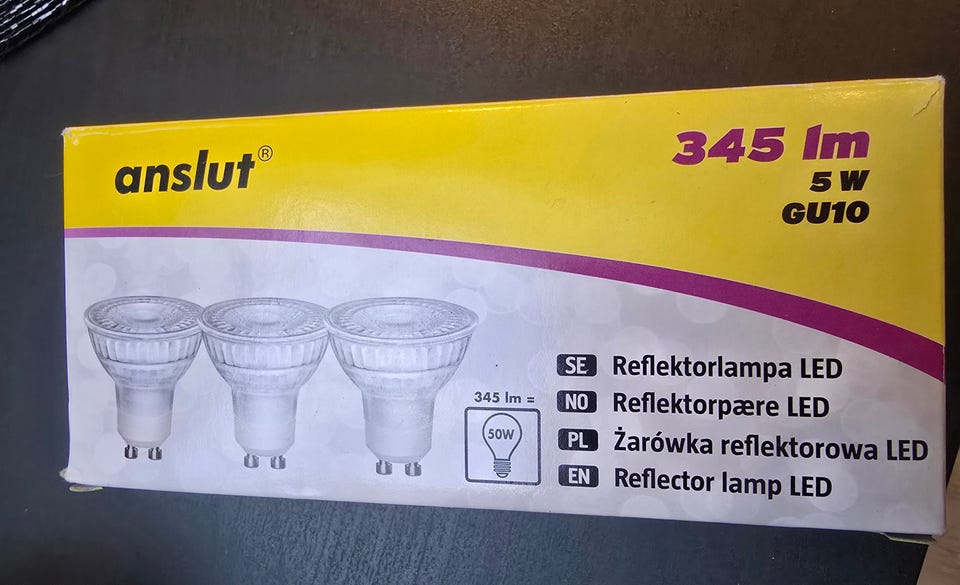 anslut®
345 lm
5 W
GU10
345 lm =
50W
SE Reflektorlampa LED
NO Reflektorpære LED
PL Żarówka reflektorowa LED
EN Reflector lamp LED